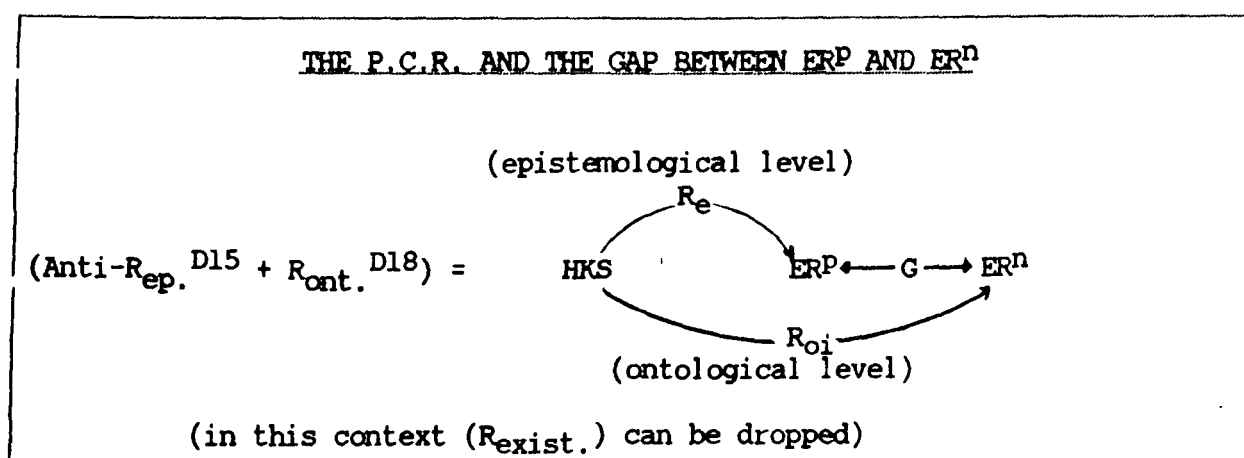 THE P.C.R. AND THE GAP BETWEEN ERᵖ AND ERⁿ
(epistemological level)
Rₑ
(Anti-Rₑₚ. ᴰ¹⁵ + Rₒₙₜ. ᴰ¹⁸) = HKS ERᵖ G ERⁿ
Rₒᵢ
(ontological level)
(in this context (Rₑₓᵢₛₜ.) can be dropped)